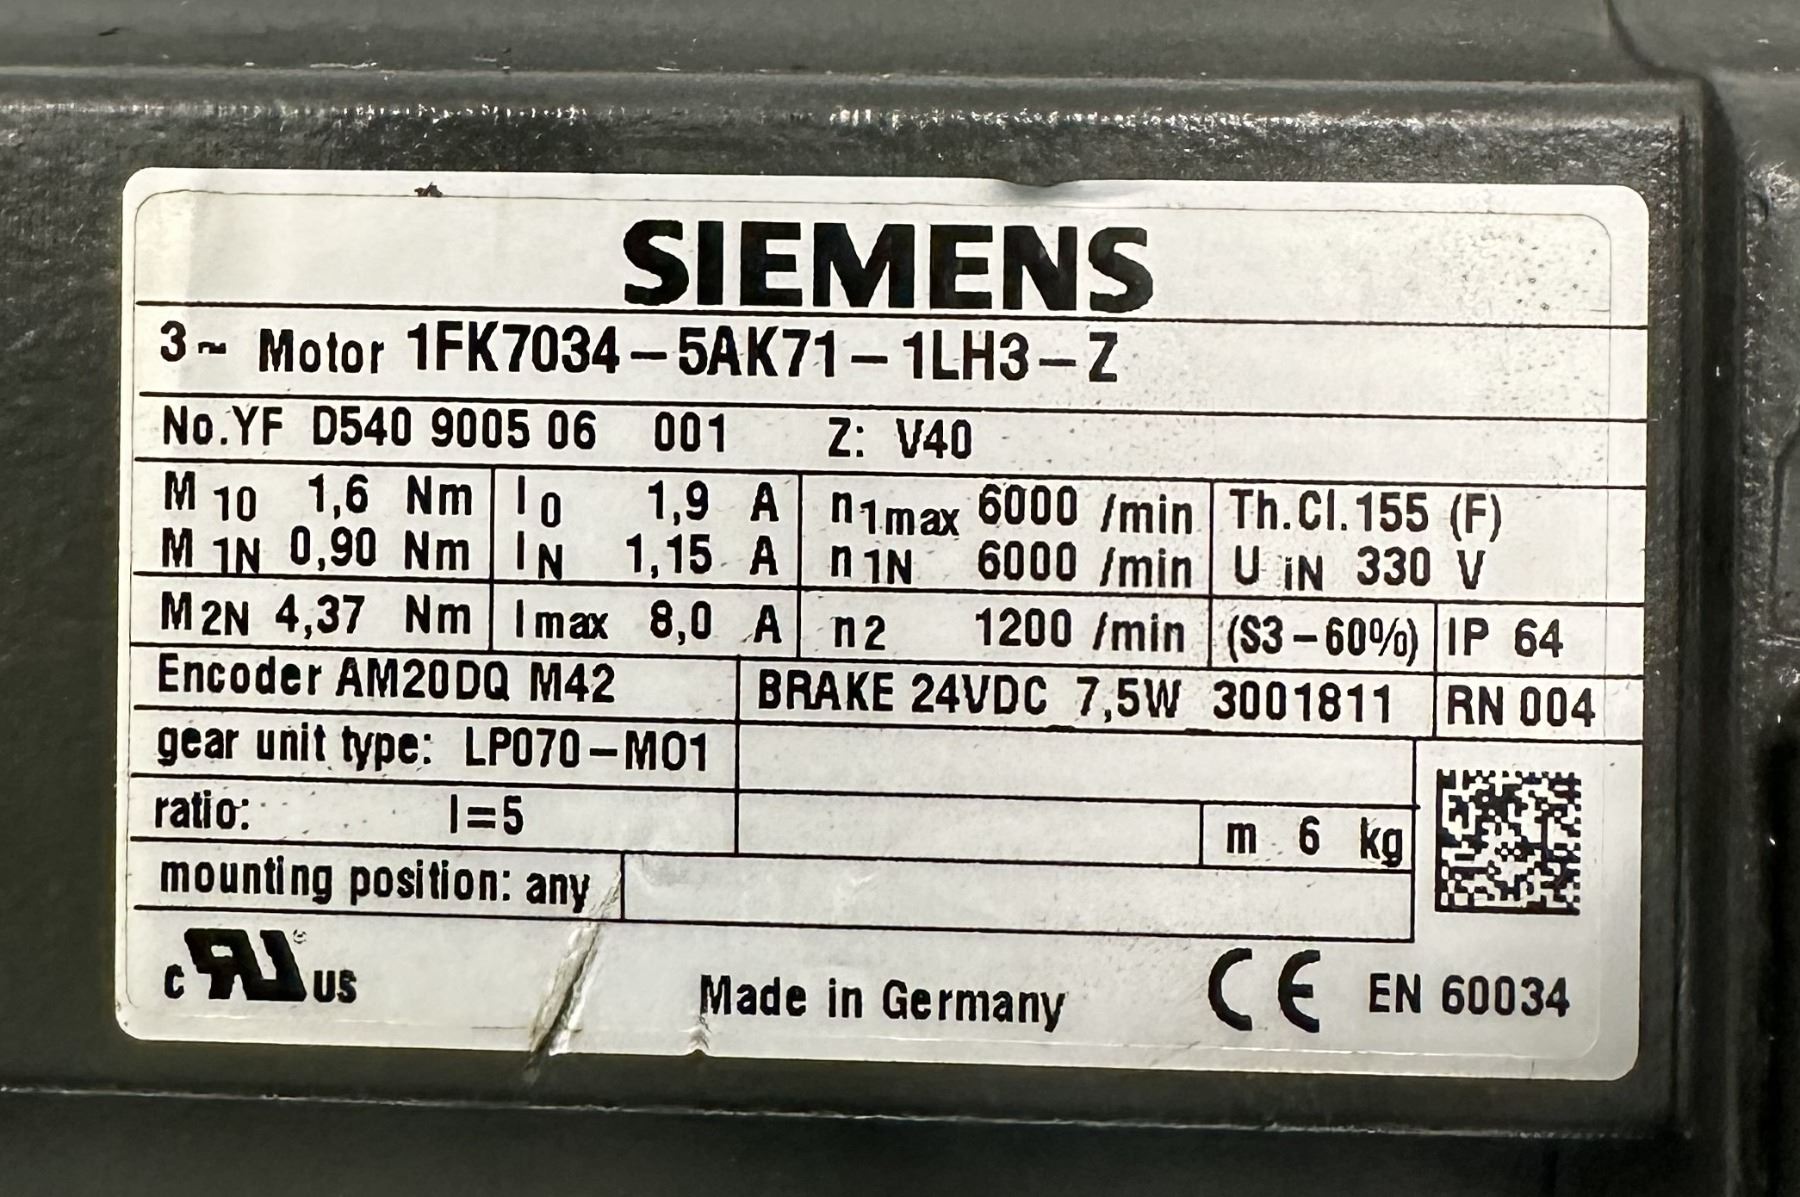 SIEMENS
3~ Motor 1FK7034-5AK71-1LH3-Z
No.YF D540 9005 06 001 Z: V40
M 10 1,6 Nm I 0 1,9 A n 1max 6000 /min Th.Cl.155 (F)
M 1N 0,90 Nm I N 1,15 A n 1N 6000 /min U iN 330 V
M 2N 4,37 Nm I max 8,0 A n2 1200 /min (S3-60%) IP 64
Encoder AM20DQ M42 BRAKE 24VDC 7,5W 3001811 RN 004
gear unit type: LP070-MO1
ratio: I=5 m 6 kg
mounting position: any
c RU ® US Made in Germany CE EN 60034